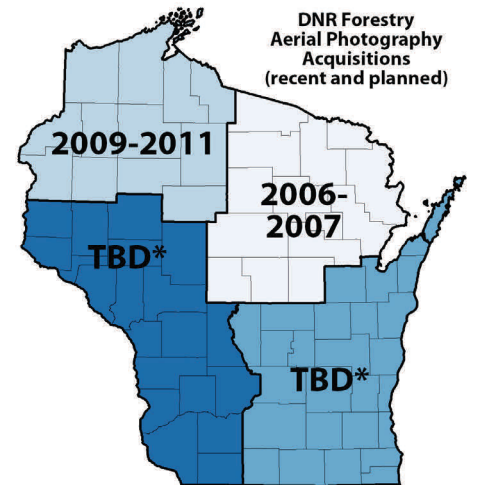 DNR Forestry
Aerial Photography
Acquisitions
(recent and planned)
2009-2011
2006-
2007
TBD*
TBD*